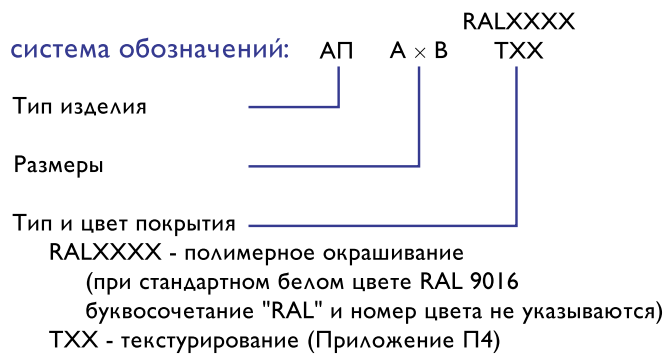 RALXXXX
система обозначений: АП А × В ТХХ
Тип изделия
Размеры
Тип и цвет покрытия
RALXXXX - полимерное окрашивание
(при стандартном белом цвете RAL 9016
буквосочетание "RAL" и номер цвета не указываются)
ТХХ - текстурирование (Приложение П4)